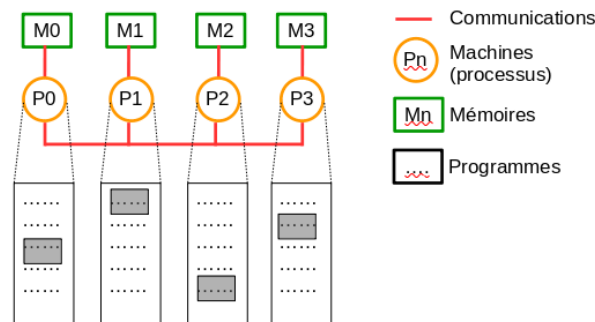 M0 M1 M2 M3
P0 P1 P2 P3
......  ......  ......  ......
......  ......  ......  ......
......  ......  ......  ......
......  ......  ......  ......
......  ......  ......  ......
Communications
Pn
Machines
(processus)
Mn
Mémoires
....
Programmes